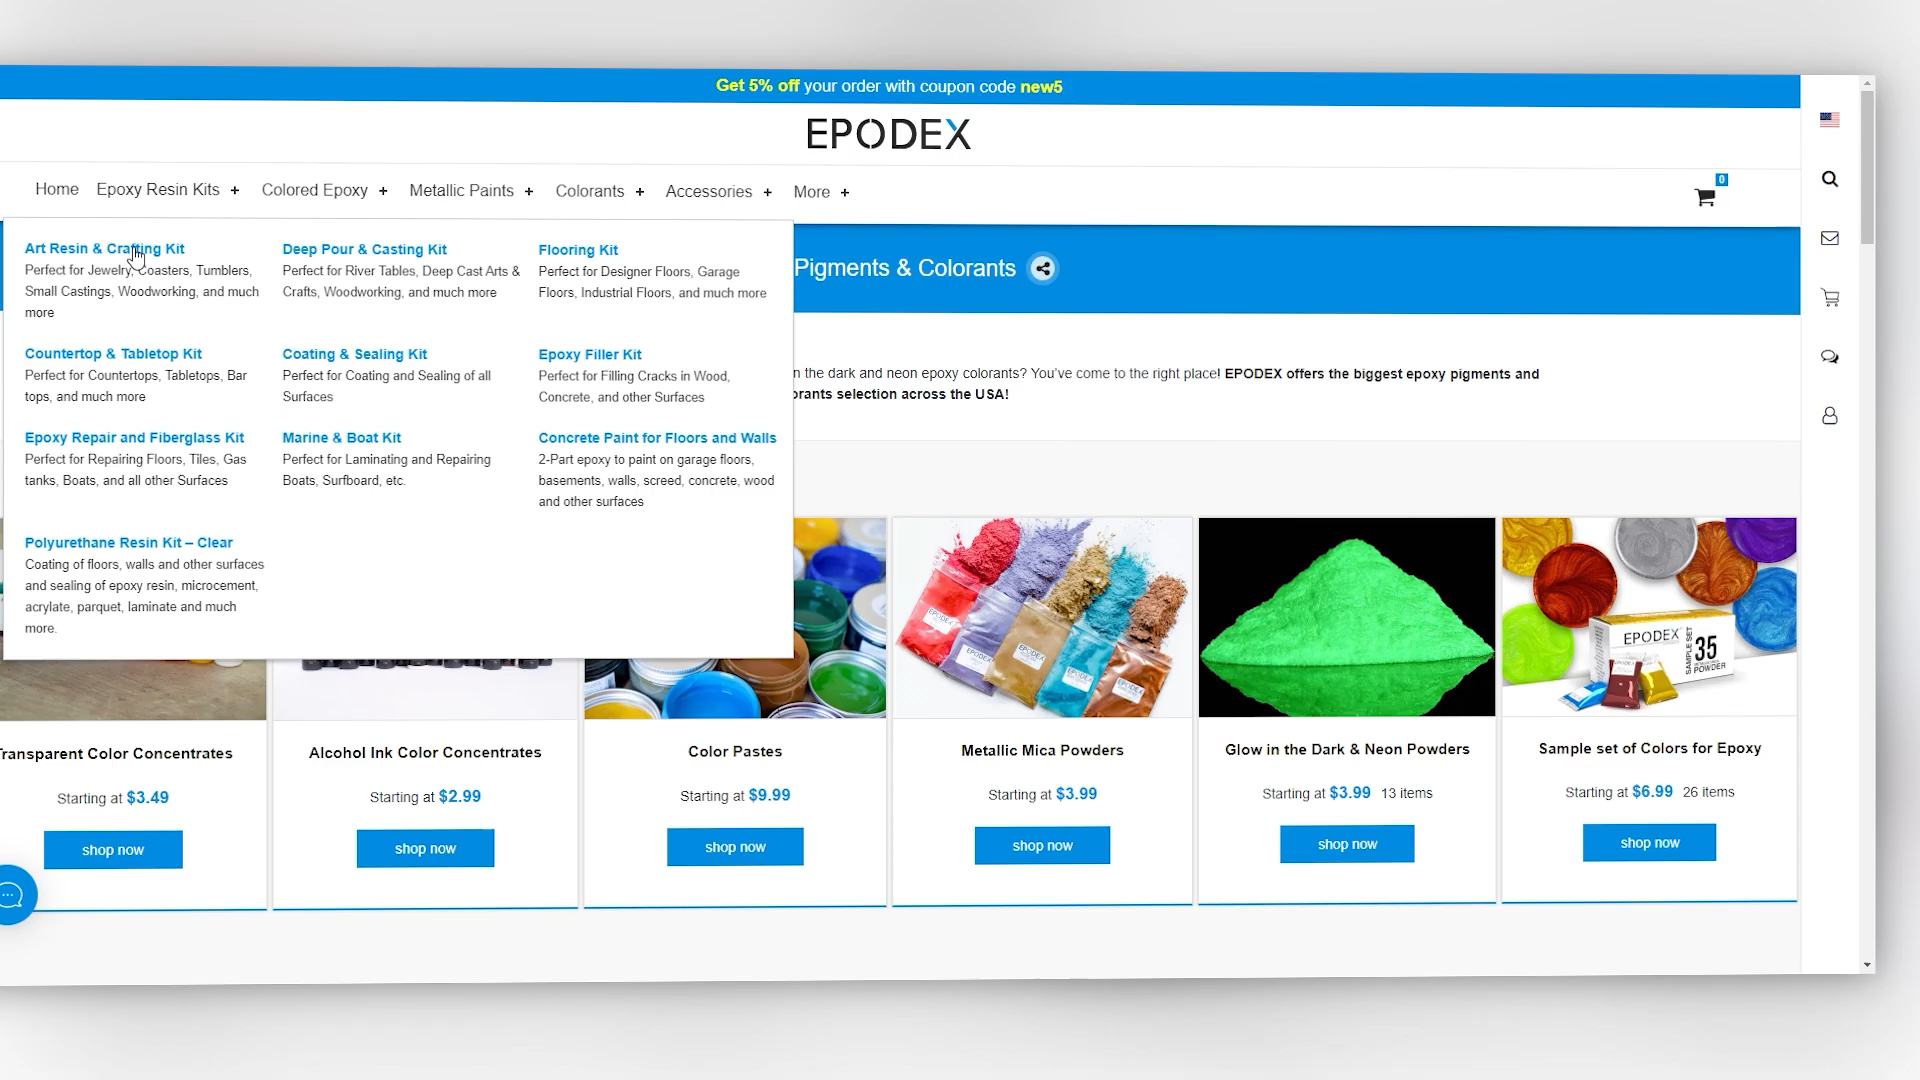 Get 5% off your order with coupon code new5
EPODEX
Home Epoxy Resin Kits + Colored Epoxy + Metallic Paints + Colorants + Accessories + More +
0
Art Resin & Crafting Kit
Perfect for Jewelry, Coasters, Tumblers,
Small Castings, Woodworking, and much
more
Deep Pour & Casting Kit
Perfect for River Tables, Deep Cast Arts &
Crafts, Woodworking, and much more
Flooring Kit
Perfect for Designer Floors, Garage
Floors, Industrial Floors, and much more
Pigments & Colorants
Countertop & Tabletop Kit
Perfect for Countertops, Tabletops, Bar
tops, and much more
Coating & Sealing Kit
Perfect for Coating and Sealing of all
Surfaces
Epoxy Filler Kit
Perfect for Filling Cracks in Wood,
Concrete, and other Surfaces
n the dark and neon epoxy colorants? You've come to the right place! EPODEX offers the biggest epoxy pigments and
orants selection across the USA!
Epoxy Repair and Fiberglass Kit
Perfect for Repairing Floors, Tiles, Gas
tanks, Boats, and all other Surfaces
Marine & Boat Kit
Perfect for Laminating and Repairing
Boats, Surfboard, etc.
Concrete Paint for Floors and Walls
2-Part epoxy to paint on garage floors,
basements, walls, screed, concrete, wood
and other surfaces
Polyurethane Resin Kit – Clear
Coating of floors, walls and other surfaces
and sealing of epoxy resin, microcement,
acrylate, parquet, laminate and much
more.
EPODEX
EPODEX
EPODEX
EPODEX
EPODEX
EPODEX
SAMPLE SET
35
POWDER
Transparent Color Concentrates
Starting at $3.49
shop now
Alcohol Ink Color Concentrates
Starting at $2.99
shop now
Color Pastes
Starting at $9.99
shop now
Metallic Mica Powders
Starting at $3.99
shop now
Glow in the Dark & Neon Powders
Starting at $3.99 13 items
shop now
Sample set of Colors for Epoxy
Starting at $6.99 26 items
shop now